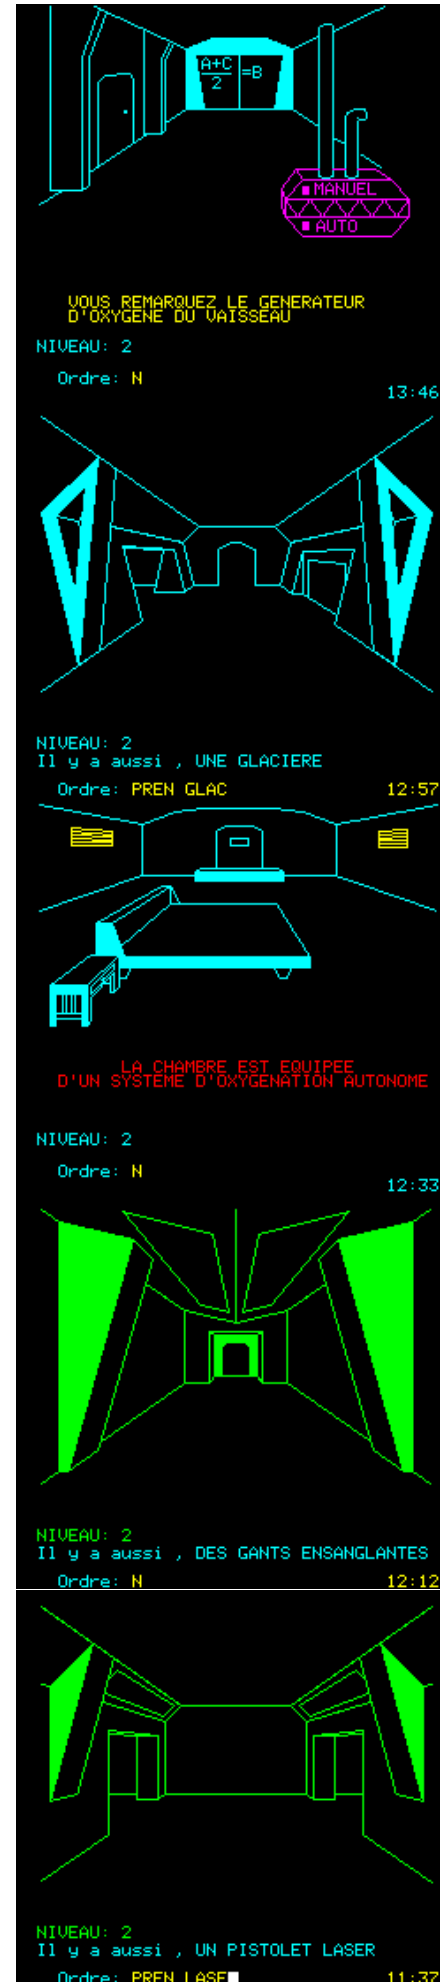 A+C
=B
2
MANUEL
AUTO
VOUS REMARQUEZ LE GENERATEUR
D'OXYGENE DU VAISSEAU
NIVEAU: 2
Ordre: N
13:46
NIVEAU: 2
Il y a aussi , UNE GLACIERE
Ordre: PREN GLAC 12:57
LA CHAMBRE EST EQUIPEE
D'UN SYSTEME D'OXYGENATION AUTONOME
NIVEAU: 2
Ordre: N
12:33
NIVEAU: 2
Il y a aussi , DES GANTS ENSANGLANTES
Ordre: N 12:12
NIVEAU: 2
Il y a aussi , UN PISTOLET LASER
Ordre: PREN LASE 11:37